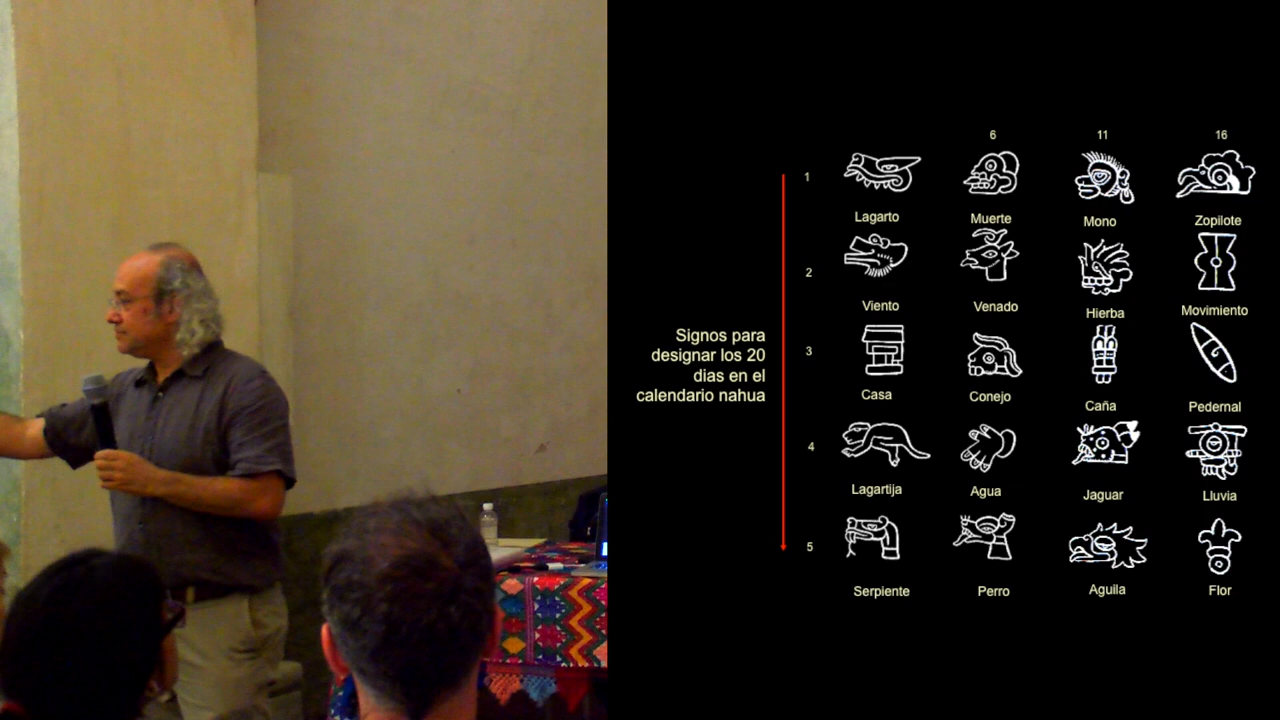 6 11 16
1
Lagarto Muerte Mono Zopilote
2
Viento Venado Hierba Movimiento
Signos para
designar los 20
dias en el
calendario nahua
3
Casa Conejo Caña Pedernal
4
Lagartija Agua Jaguar Lluvia
5
Serpiente Perro Aguila Flor